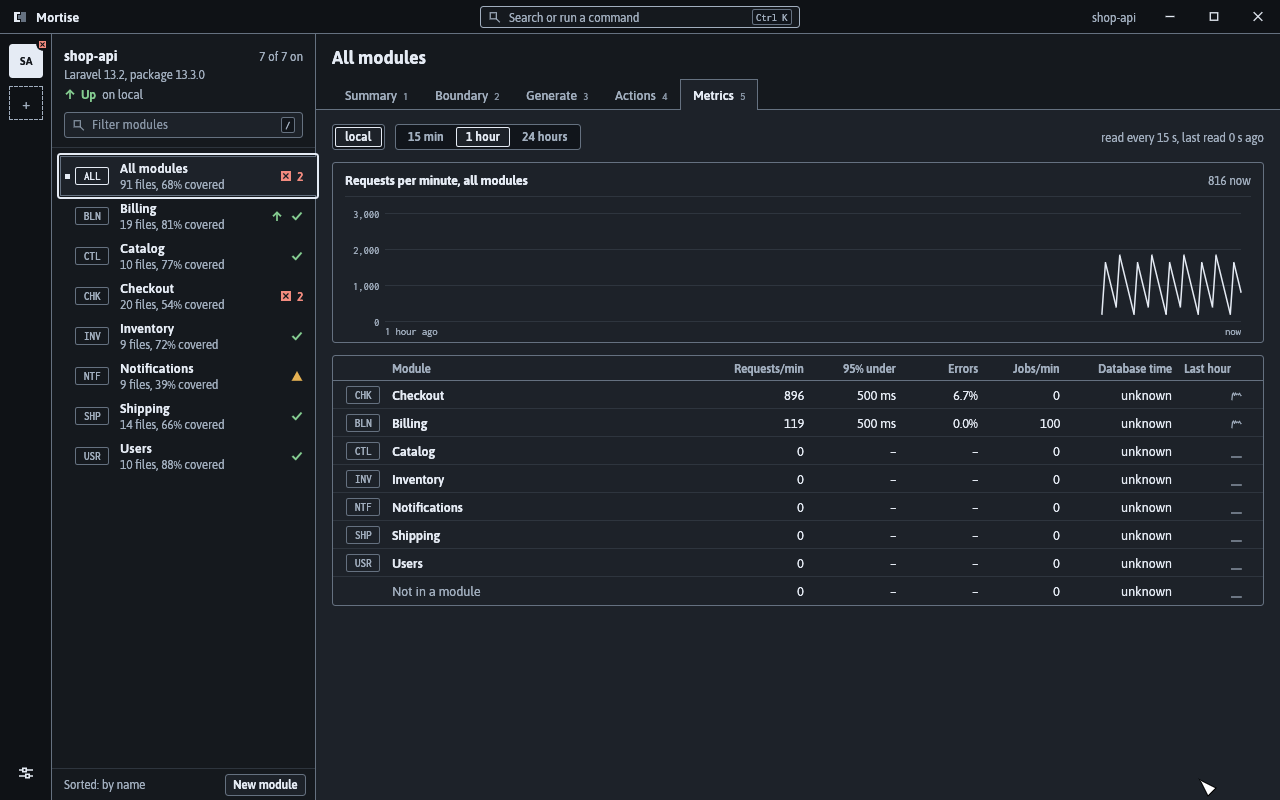 Mortise
Search or run a command
Ctrl K
shop-api
SA
+
shop-api
7 of 7 on
Laravel 13.2, package 13.3.0
Up on local
Filter modules
/
ALL
All modules
91 files, 68% covered
2
BLN
Billing
19 files, 81% covered
CTL
Catalog
10 files, 77% covered
CHK
Checkout
20 files, 54% covered
2
INV
Inventory
9 files, 72% covered
NTF
Notifications
9 files, 39% covered
SHP
Shipping
14 files, 66% covered
USR
Users
10 files, 88% covered
Sorted: by name
New module
All modules
Summary 1 Boundary 2 Generate 3 Actions 4 Metrics 5
local 15 min 1 hour 24 hours
read every 15 s, last read 0 s ago
Requests per minute, all modules
816 now
3,000
2,000
1,000
0
1 hour ago
now
Module Requests/min 95% under Errors Jobs/min Database time Last hour
CHK Checkout 896 500 ms 6.7% 0 unknown
BLN Billing 119 500 ms 0.0% 100 unknown
CTL Catalog 0 – – 0 unknown
INV Inventory 0 – – 0 unknown
NTF Notifications 0 – – 0 unknown
SHP Shipping 0 – – 0 unknown
USR Users 0 – – 0 unknown
Not in a module 0 – – 0 unknown